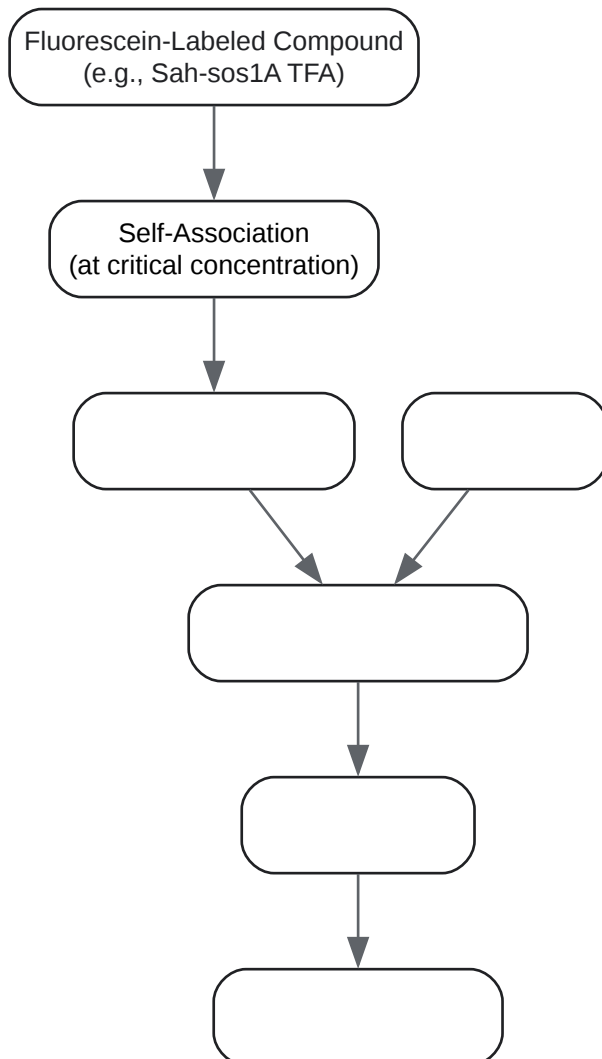 Fluorescein-Labeled Compound
(e.g., Sah-sos1A TFA)
Self-Association
(at critical concentration)